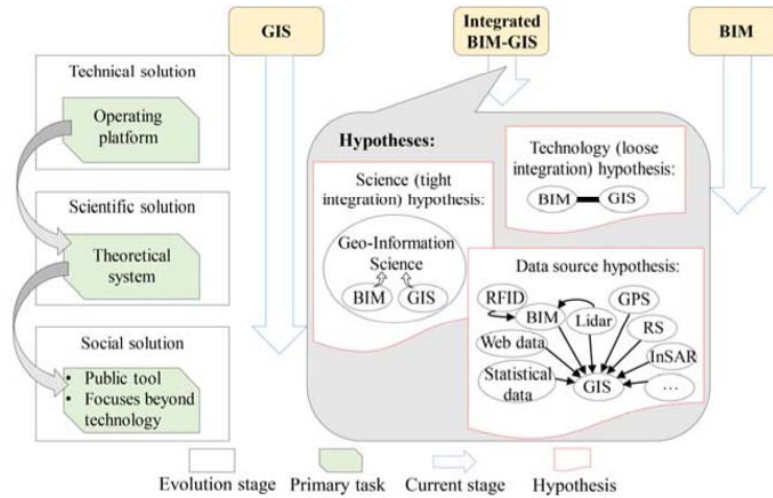 GIS
Integrated
BIM-GIS
BIM
Technical solution
Operating
platform
Scientific solution
Theoretical
system
Social solution
• Public tool
• Focuses beyond
technology
Hypotheses:
Science (tight
integration) hypothesis:
Geo-Information
Science
BIM
GIS
Technology (loose
integration) hypothesis:
BIM
GIS
Data source hypothesis:
RFID
BIM
Lidar
GPS
RS
Web data
InSAR
Statistical
data
GIS
...
Evolution stage
Primary task
Current stage
Hypothesis